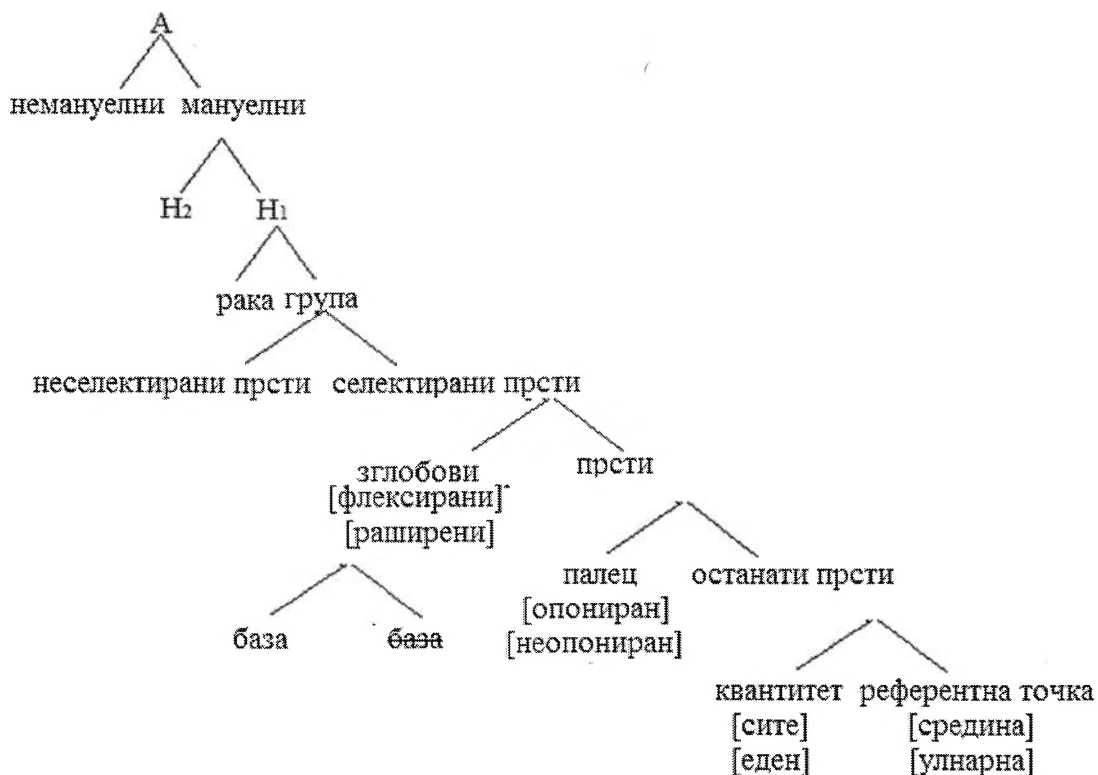 А
немануелни мануелни
H2 H1
рака група
неселектирани прсти селектирани прсти
зглобови прсти
[флексирани]
[раширени]
палец останати прсти
[опониран]
[неопониран]
база ~~база~~
квантитет референтна точка
[сите] [средина]
[еден] [улнарна]